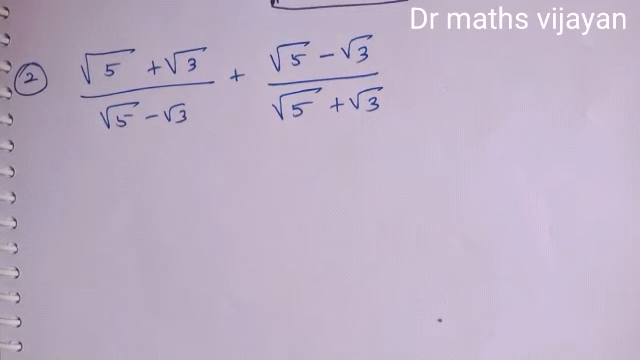 Dr maths vijayan
② (√5 + √3)/(√5 − √3) + (√5 − √3)/(√5 + √3)